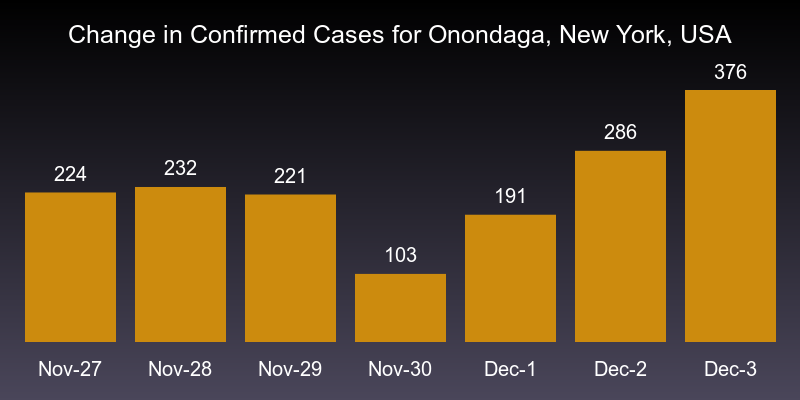 Change in Confirmed Cases for Onondaga, New York, USA
224 232 221 103 191 286 376
Nov-27 Nov-28 Nov-29 Nov-30 Dec-1 Dec-2 Dec-3